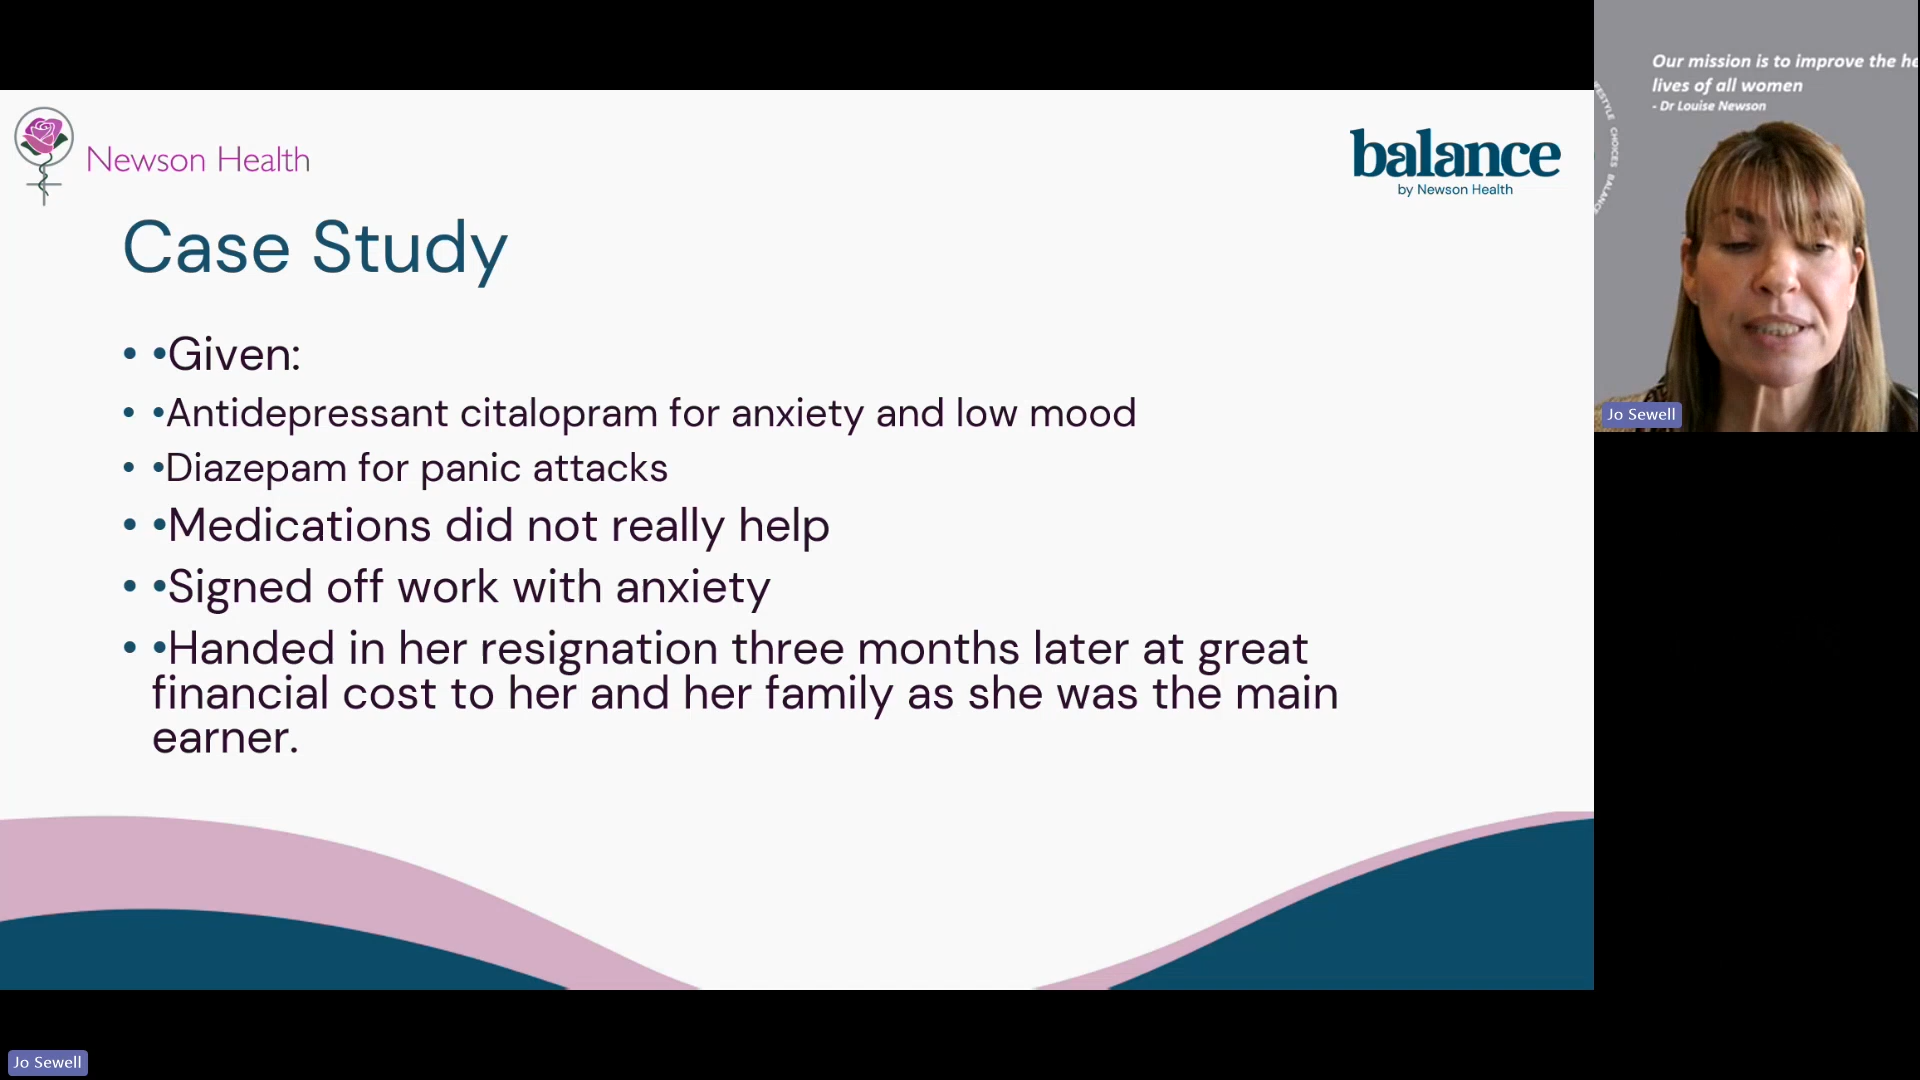 Our mission is to improve the he
lives of all women
- Dr Louise Newson
ESTYLE CHOICES BALANC
Newson Health
balance
by Newson Health
Case Study
• •Given:
• •Antidepressant citalopram for anxiety and low mood
• •Diazepam for panic attacks
• •Medications did not really help
• •Signed off work with anxiety
• •Handed in her resignation three months later at great
financial cost to her and her family as she was the main
earner.
Jo Sewell
Jo Sewell